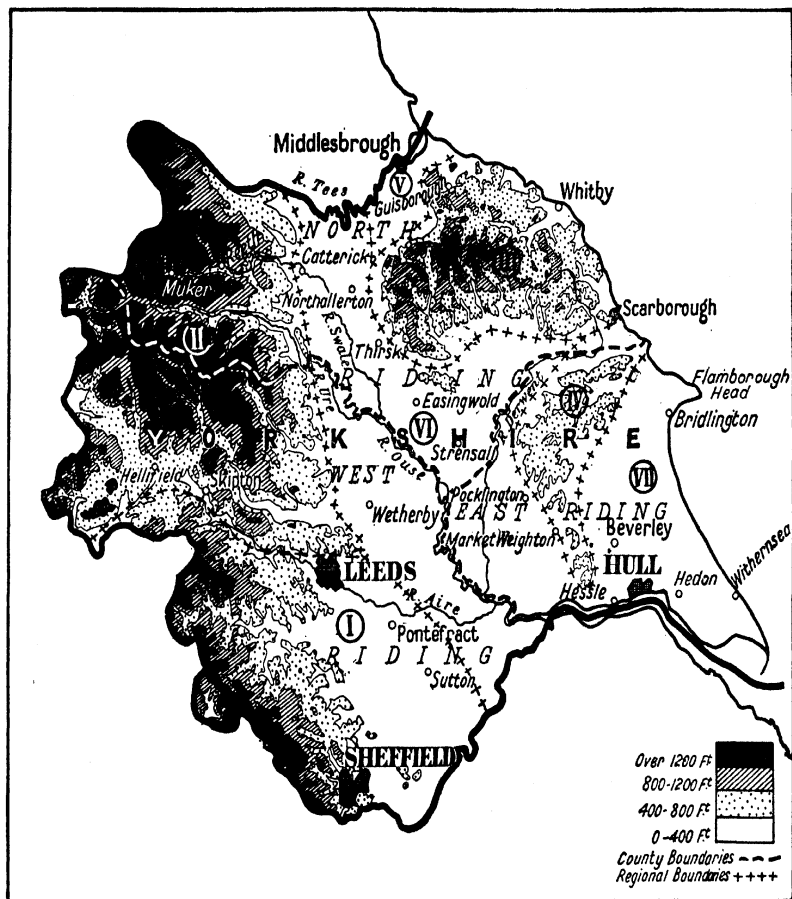 Middlesbrough
R. Tees
V
Guisborough
Whitby
NORTH
Catterick
Muker
Northallerton
Scarborough
II
R. Swale
Thirsk
R. Ure
RIDING
Flamborough
Head
IV
Easingwold
Bridlington
YORKSHIRE
VI
R. Ouse
Strensall
Hellifield
Skipton
WEST
VII
Pocklington
Wetherby
EAST RIDING
Market Weighton
Beverley
LEEDS
HULL
Withernsea
Hessle
Hedon
R. Aire
I
Pontefract
RIDING
Sutton
SHEFFIELD
Over 1200 Ft
800-1200 Ft
400-800 Ft
0-400 Ft
County Boundaries
Regional Boundaries